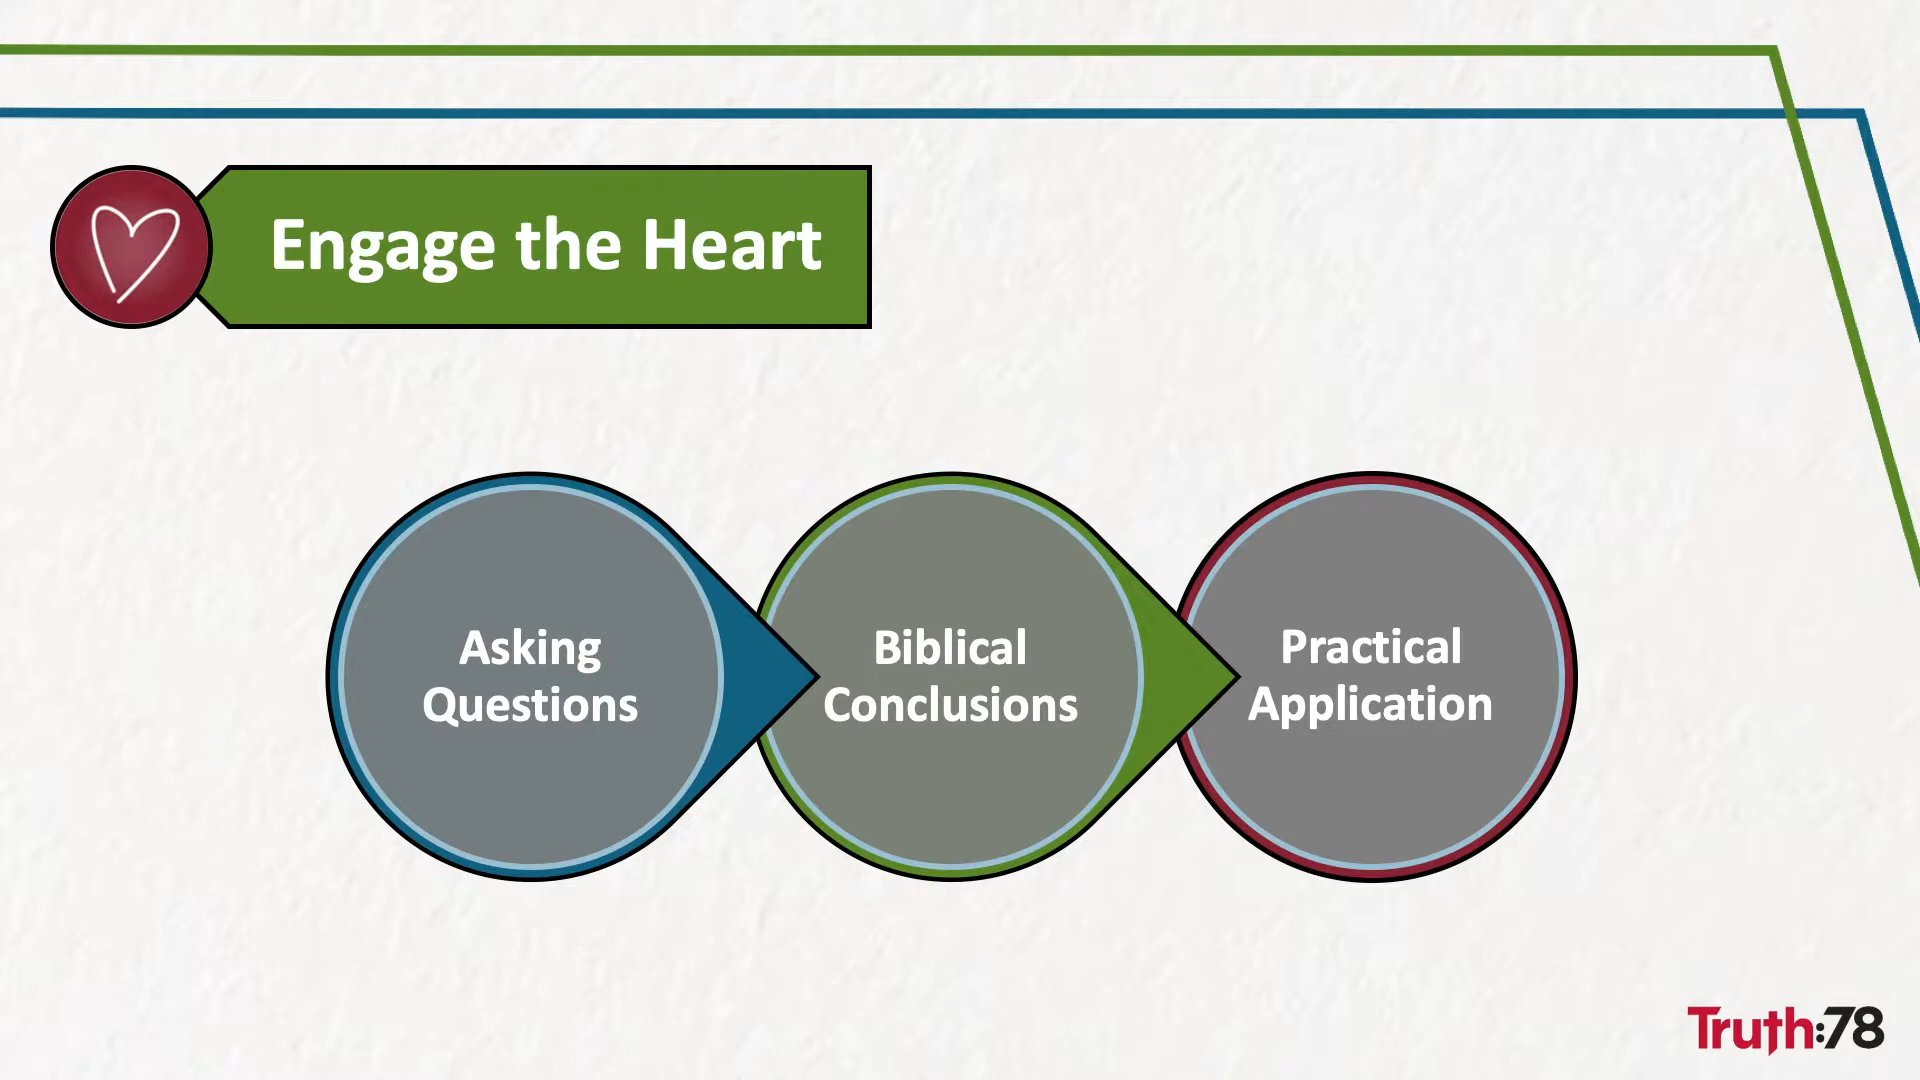 Engage the Heart
Asking
Questions
Biblical
Conclusions
Practical
Application
Truth:78